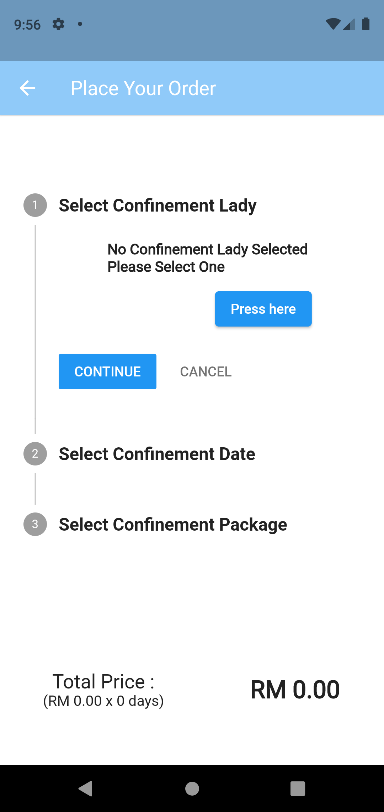 9:56
Place Your Order
1 Select Confinement Lady
No Confinement Lady Selected
Please Select One
Press here
CONTINUE CANCEL
2 Select Confinement Date
3 Select Confinement Package
Total Price :
(RM 0.00 x 0 days)
RM 0.00